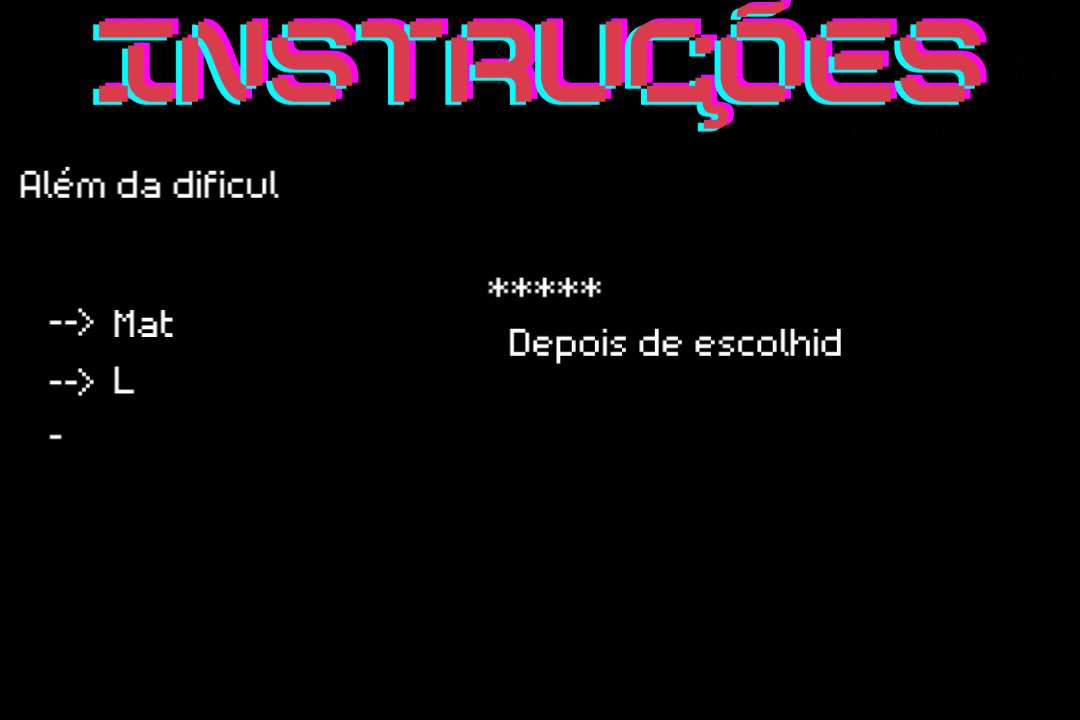 INSTRUÇÕES
Além da dificul
--> Mat
--> L
-
*****
Depois de escolhid